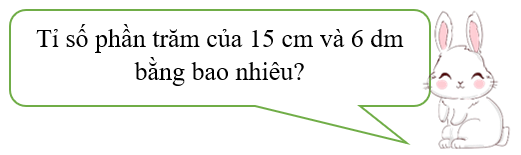 Tỉ số phần trăm của 15 cm và 6 dm
bằng bao nhiêu?